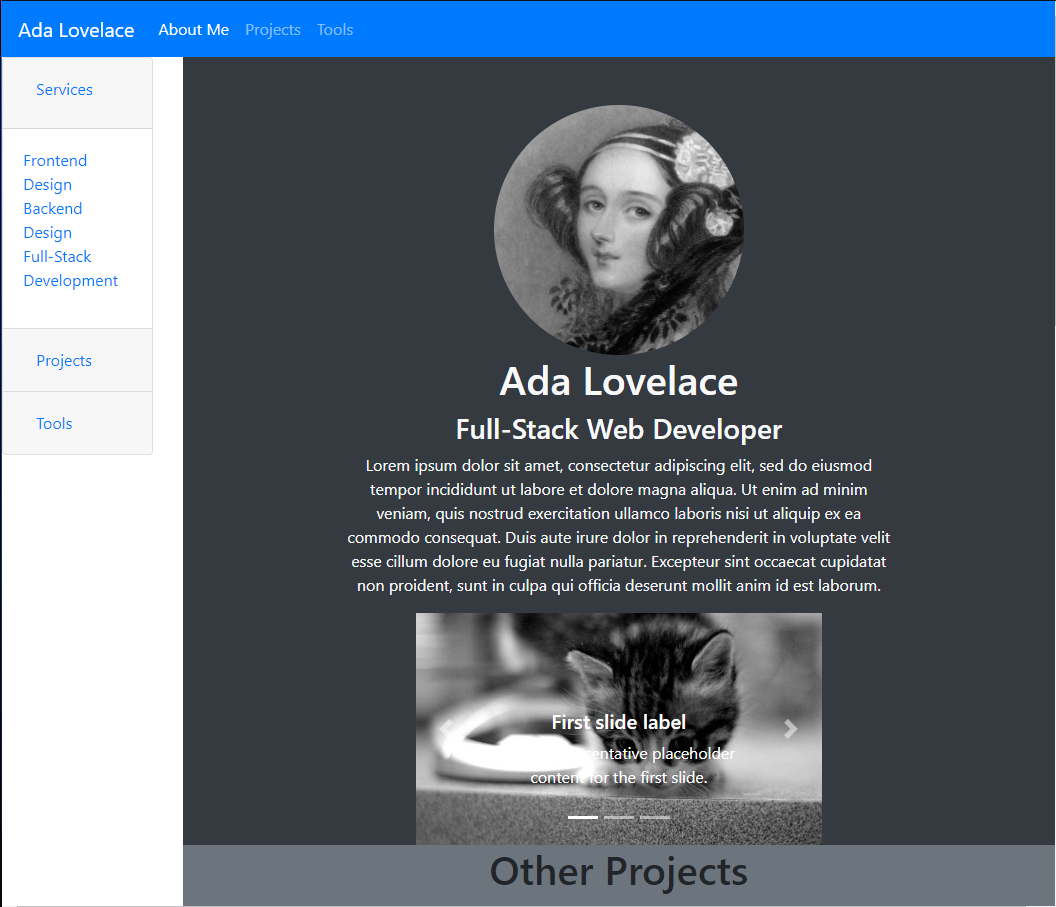 Ada Lovelace About Me Projects Tools
Services
Frontend
Design
Backend
Design
Full-Stack
Development
Projects
Tools
Ada Lovelace
Full-Stack Web Developer
Lorem ipsum dolor sit amet, consectetur adipiscing elit, sed do eiusmod
tempor incididunt ut labore et dolore magna aliqua. Ut enim ad minim
veniam, quis nostrud exercitation ullamco laboris nisi ut aliquip ex ea
commodo consequat. Duis aute irure dolor in reprehenderit in voluptate velit
esse cillum dolore eu fugiat nulla pariatur. Excepteur sint occaecat cupidatat
non proident, sunt in culpa qui officia deserunt mollit anim id est laborum.
First slide label
placeholder
content for the first slide.
Other Projects